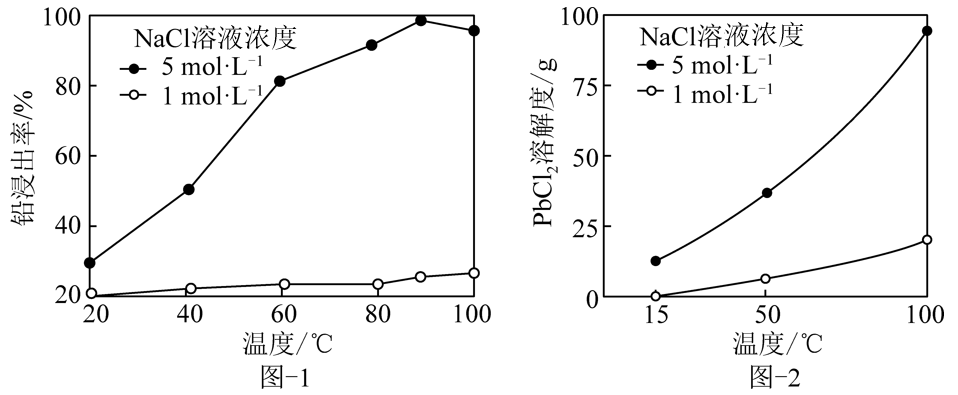 100
80
60
40
20
铅浸出率/%
NaCl溶液浓度
5 mol·L⁻¹
1 mol·L⁻¹
20 40 60 80 100
温度/℃
图-1
100
75
50
25
0
PbCl₂溶解度/g
NaCl溶液浓度
5 mol·L⁻¹
1 mol·L⁻¹
15 50 100
温度/℃
图-2